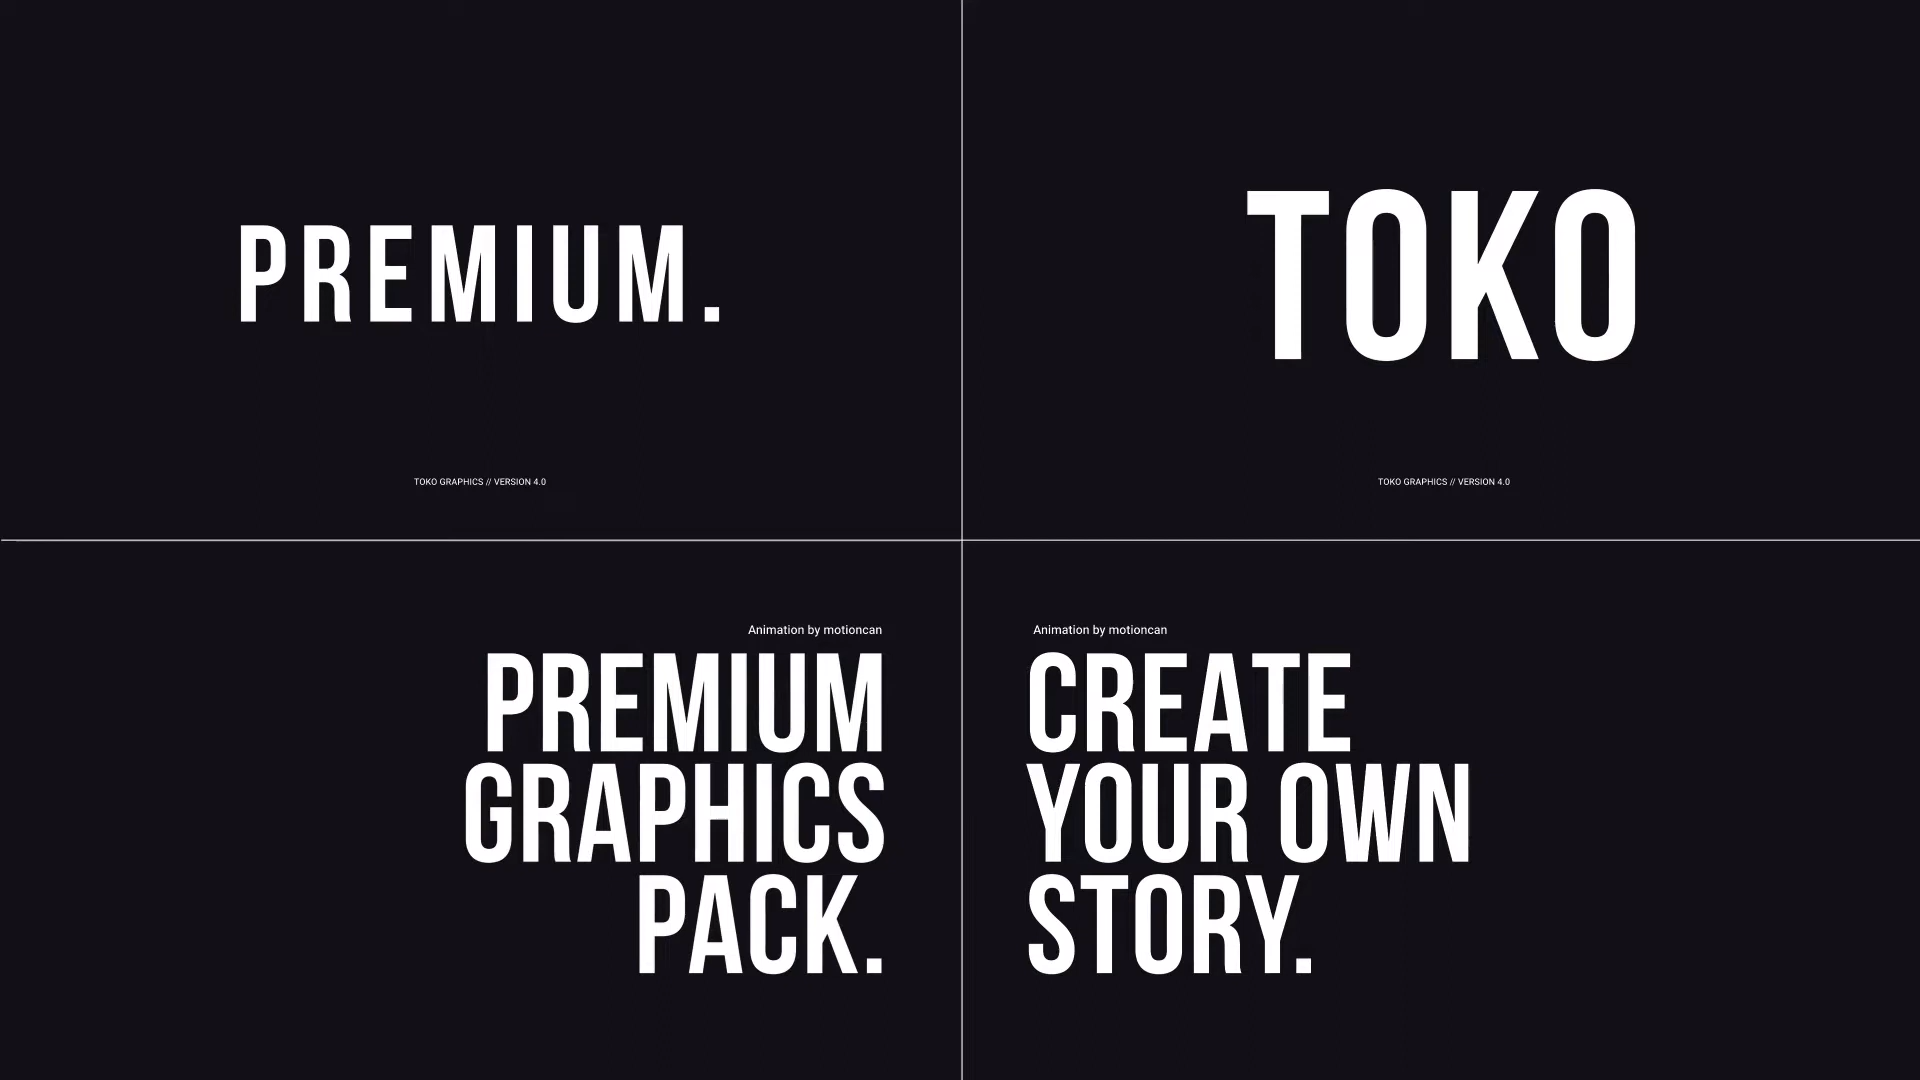 PREMIUM.
TOKO GRAPHICS // VERSION 4.0
TOKO
TOKO GRAPHICS // VERSION 4.0
Animation by motioncan
PREMIUM
GRAPHICS
PACK.
Animation by motioncan
CREATE
YOUR OWN
STORY.